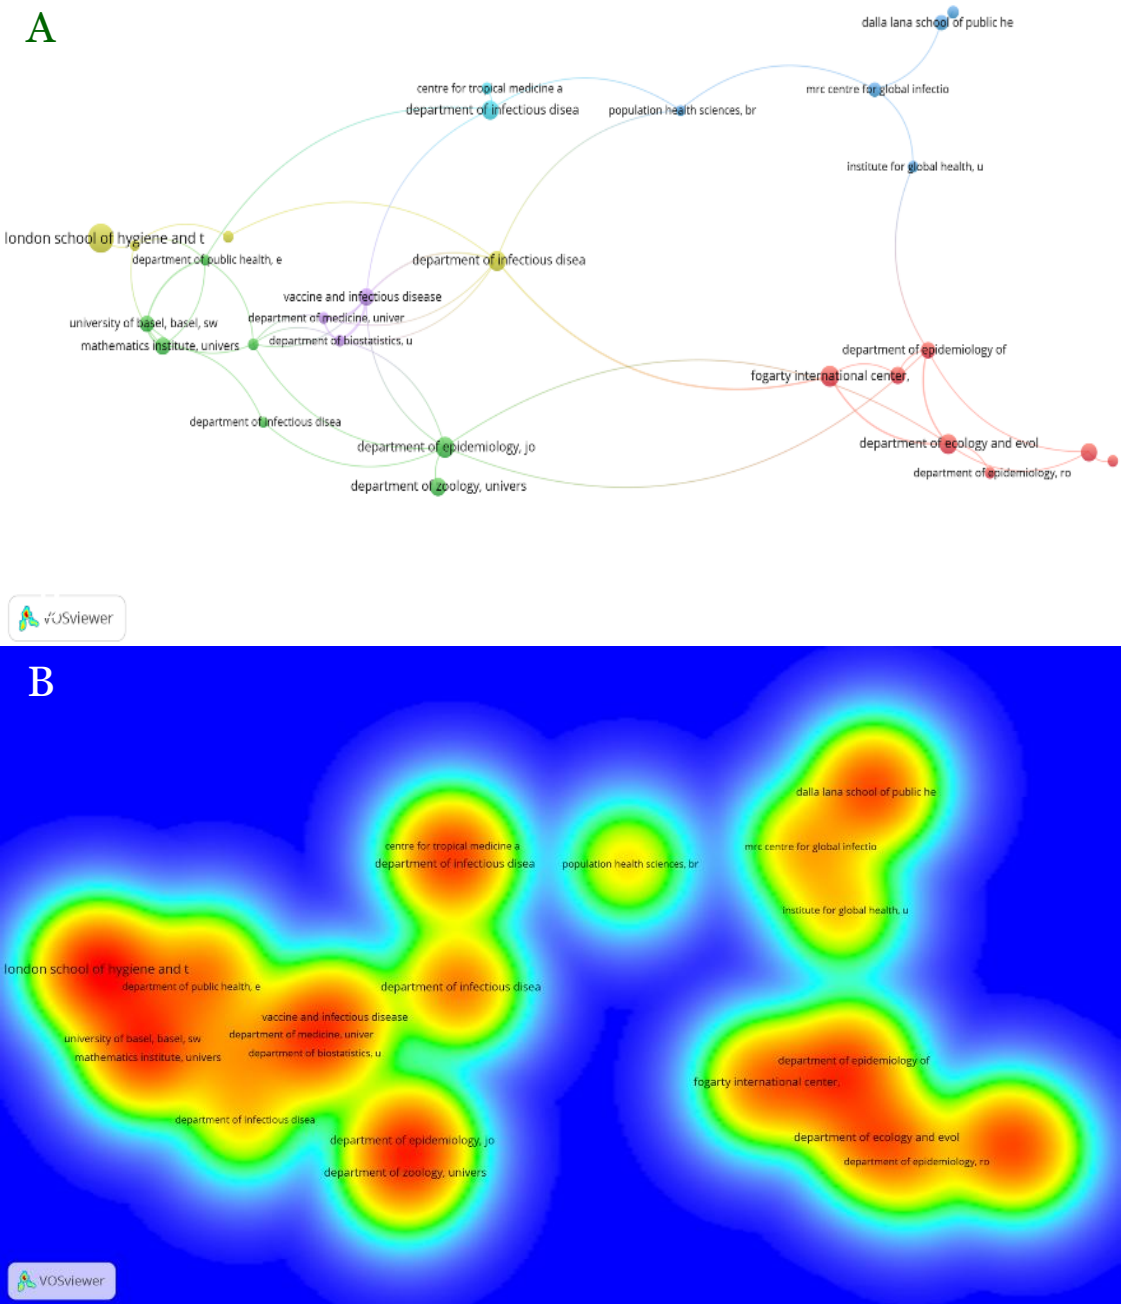 A
dalla lana school of public he
centre for tropical medicine a
mrc centre for global infectio
department of infectious disea
population health sciences, br
institute for global health, u
london school of hygiene and t
department of public health, e
department of infectious disea
vaccine and infectious disease
department of medicine, univer
university of basel, basel, sw
department of biostatistics, u
mathematics institute, univers
department of epidemiology of
fogarty international center,
department of infectious disea
department of epidemiology, jo
department of ecology and evol
department of epidemiology, ro
department of zoology, univers
VOSviewer
B
dalla lana school of public he
centre for tropical medicine a
mrc centre for global infectio
department of infectious disea
population health sciences, br
institute for global health, u
london school of hygiene and t
department of public health, e
department of infectious disea
vaccine and infectious disease
department of medicine, univer
university of basel, basel, sw
department of biostatistics, u
mathematics institute, univers
department of epidemiology of
fogarty international center,
department of infectious disea
department of epidemiology, jo
department of ecology and evol
department of epidemiology, ro
department of zoology, univers
VOSviewer